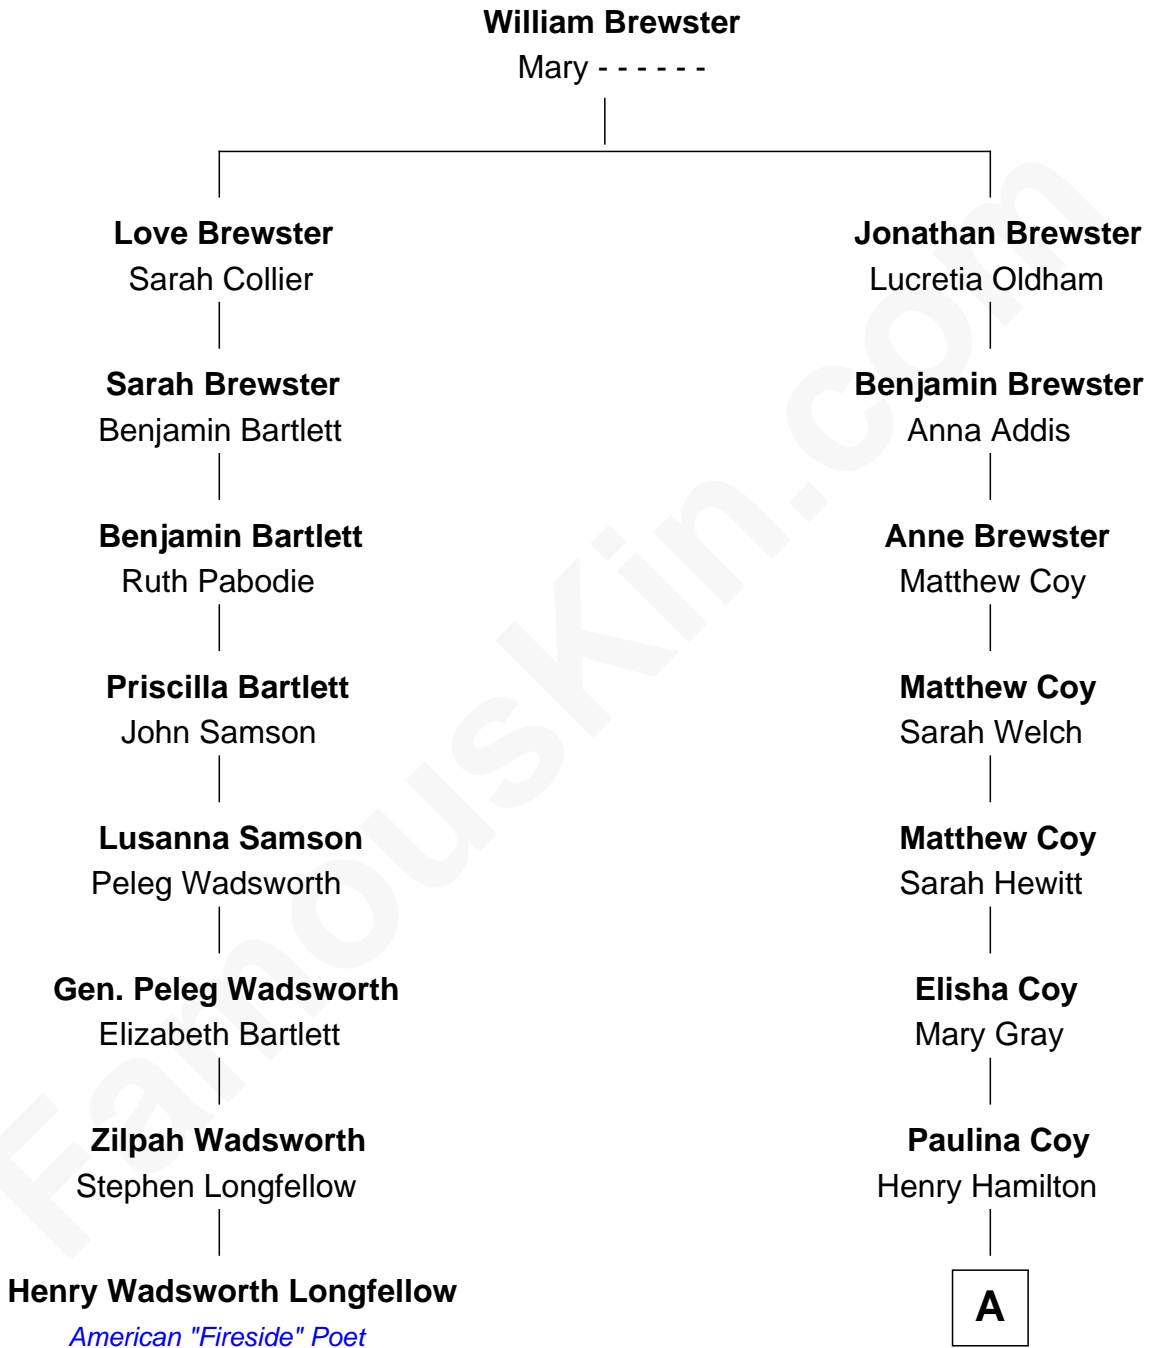 William Brewster
Mary - - - - - -
Love Brewster
Sarah Collier
Jonathan Brewster
Lucretia Oldham
Sarah Brewster
Benjamin Bartlett
Benjamin Brewster
Anna Addis
Benjamin Bartlett
Ruth Pabodie
Anne Brewster
Matthew Coy
Priscilla Bartlett
John Samson
Matthew Coy
Sarah Welch
Lusanna Samson
Peleg Wadsworth
Matthew Coy
Sarah Hewitt
Gen. Peleg Wadsworth
Elizabeth Bartlett
Elisha Coy
Mary Gray
Zilpah Wadsworth
Stephen Longfellow
Paulina Coy
Henry Hamilton
Henry Wadsworth Longfellow
American "Fireside" Poet
A
FamousKin.com